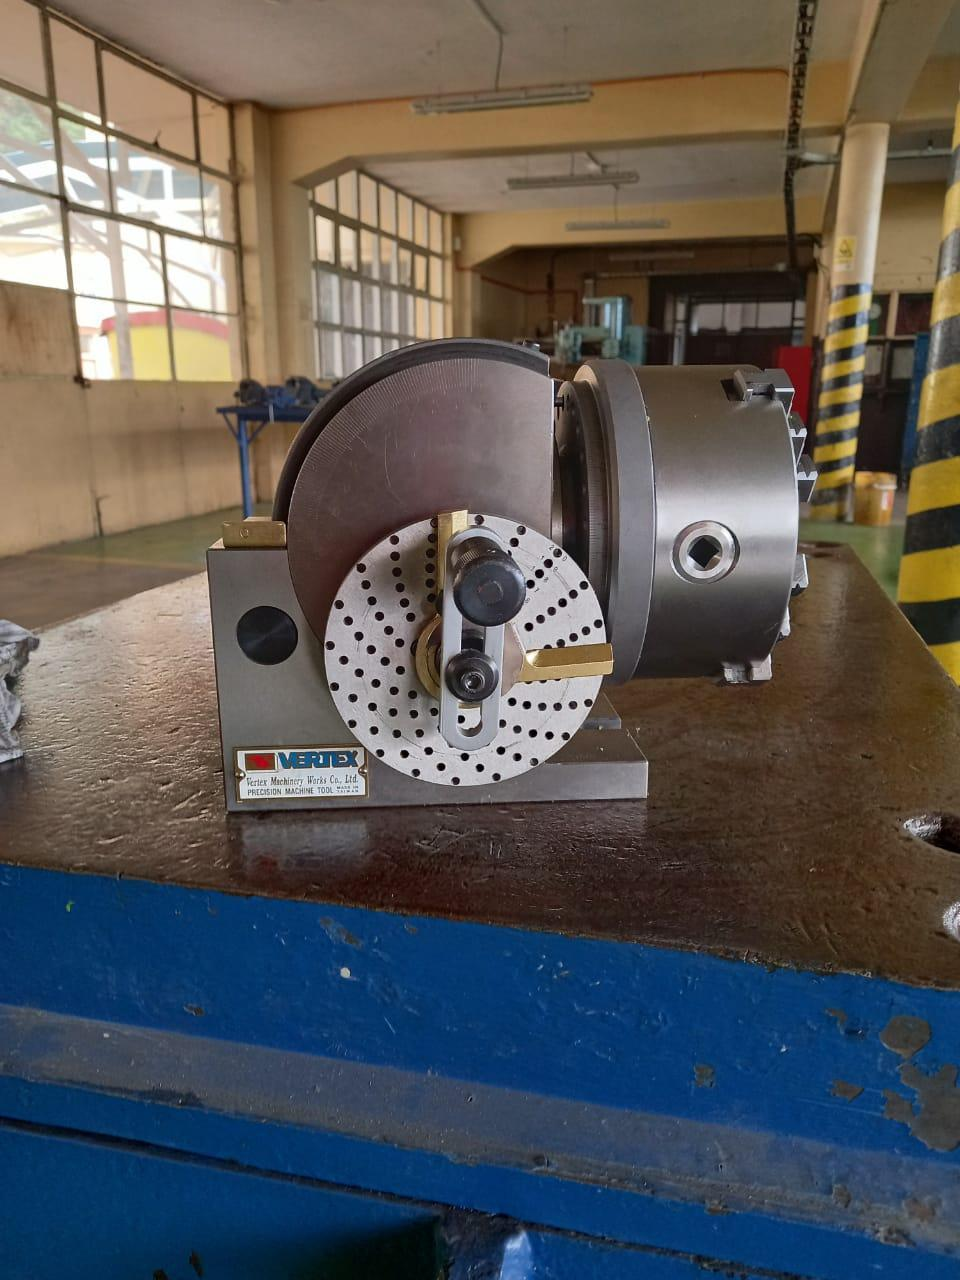 VERTEX
Vertex Machinery Works Co., Ltd.
PRECISION MACHINE TOOL MADE IN TAIWAN